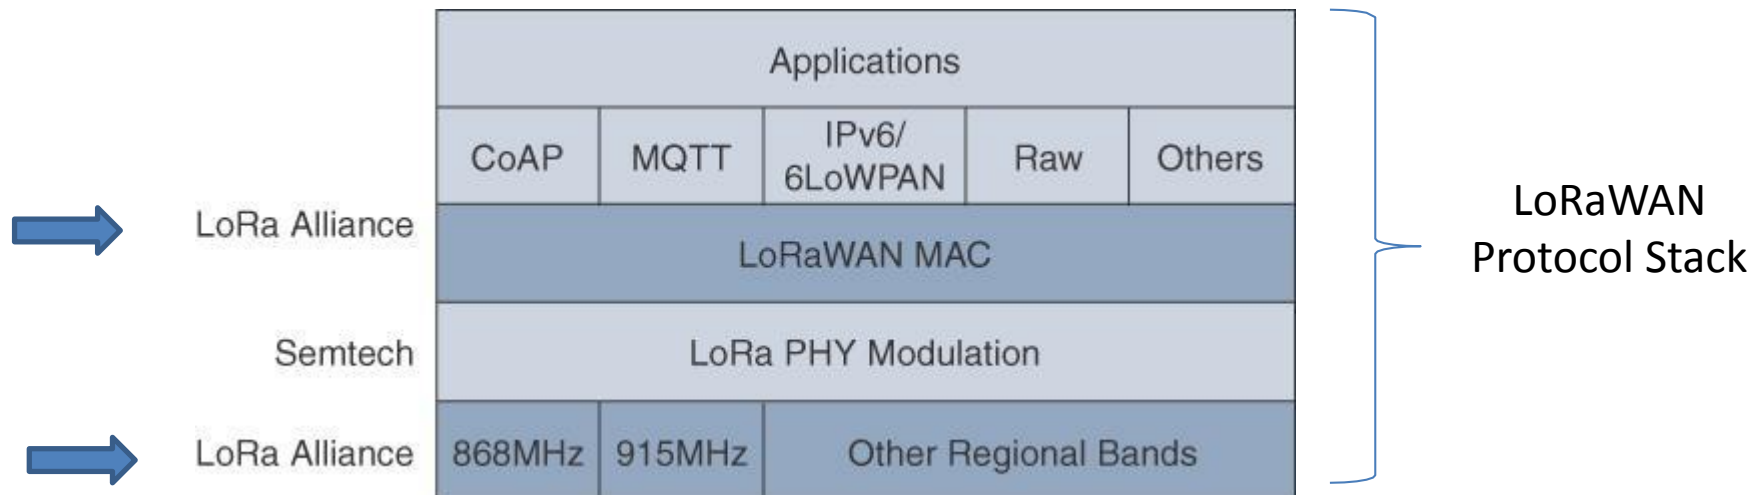 Applications
CoAP
MQTT
IPv6/
6LoWPAN
Raw
Others
LoRa Alliance
LoRaWAN MAC
Semtech
LoRa PHY Modulation
LoRa Alliance
868MHz
915MHz
Other Regional Bands
LoRaWAN
Protocol Stack